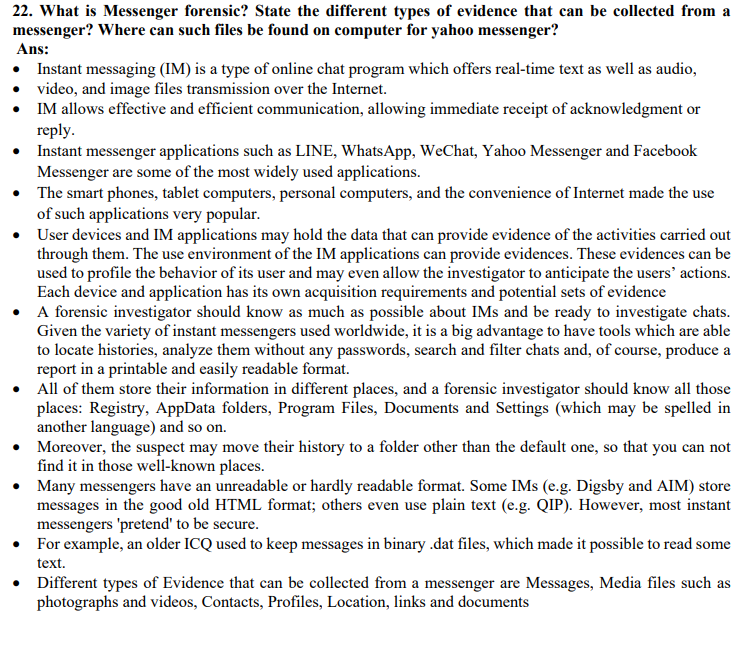 22. What is Messenger forensic? State the different types of evidence that can be collected from a
messenger? Where can such files be found on computer for yahoo messenger?
Ans:
• Instant messaging (IM) is a type of online chat program which offers real-time text as well as audio,
• video, and image files transmission over the Internet.
• IM allows effective and efficient communication, allowing immediate receipt of acknowledgment or
reply.
• Instant messenger applications such as LINE, WhatsApp, WeChat, Yahoo Messenger and Facebook
Messenger are some of the most widely used applications.
• The smart phones, tablet computers, personal computers, and the convenience of Internet made the use
of such applications very popular.
• User devices and IM applications may hold the data that can provide evidence of the activities carried out
through them. The use environment of the IM applications can provide evidences. These evidences can be
used to profile the behavior of its user and may even allow the investigator to anticipate the users’ actions.
Each device and application has its own acquisition requirements and potential sets of evidence
• A forensic investigator should know as much as possible about IMs and be ready to investigate chats.
Given the variety of instant messengers used worldwide, it is a big advantage to have tools which are able
to locate histories, analyze them without any passwords, search and filter chats and, of course, produce a
report in a printable and easily readable format.
• All of them store their information in different places, and a forensic investigator should know all those
places: Registry, AppData folders, Program Files, Documents and Settings (which may be spelled in
another language) and so on.
• Moreover, the suspect may move their history to a folder other than the default one, so that you can not
find it in those well-known places.
• Many messengers have an unreadable or hardly readable format. Some IMs (e.g. Digsby and AIM) store
messages in the good old HTML format; others even use plain text (e.g. QIP). However, most instant
messengers 'pretend' to be secure.
• For example, an older ICQ used to keep messages in binary .dat files, which made it possible to read some
text.
• Different types of Evidence that can be collected from a messenger are Messages, Media files such as
photographs and videos, Contacts, Profiles, Location, links and documents